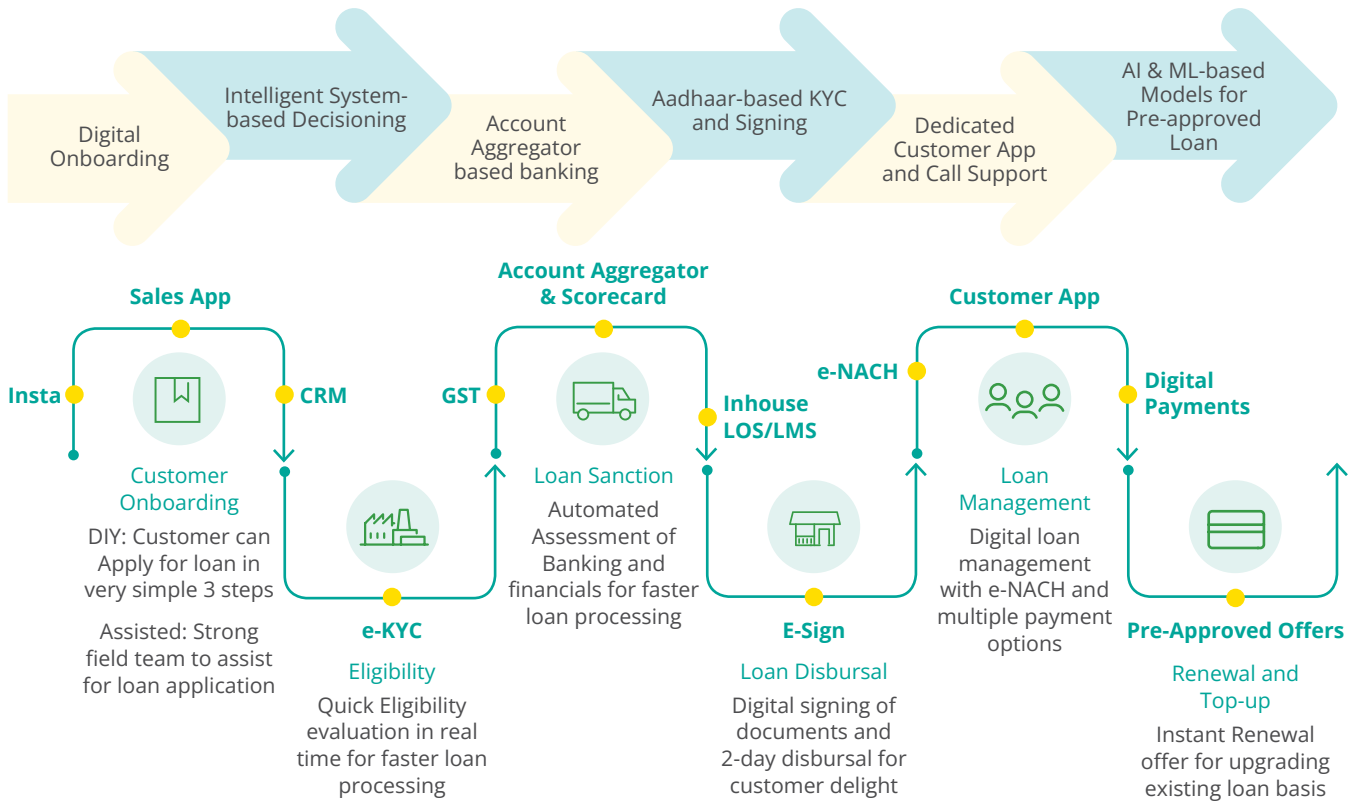 Digital
Onboarding
Intelligent System-
based Decisioning
Account
Aggregator
based banking
Aadhaar-based KYC
and Signing
Dedicated
Customer App
and Call Support
AI & ML-based
Models for
Pre-approved
Loan
Insta
Sales App
CRM
Customer
Onboarding
DIY: Customer can
Apply for loan in
very simple 3 steps
Assisted: Strong
field team to assist
for loan application
e-KYC
Eligibility
Quick Eligibility
evaluation in real
time for faster loan
processing
GST
Account Aggregator
& Scorecard
Inhouse
LOS/LMS
Loan Sanction
Automated
Assessment of
Banking and
financials for faster
loan processing
E-Sign
Loan Disbursal
Digital signing of
documents and
2-day disbursal for
customer delight
e-NACH
Customer App
Digital
Payments
Loan
Management
Digital loan
management
with e-NACH and
multiple payment
options
Pre-Approved Offers
Renewal and
Top-up
Instant Renewal
offer for upgrading
existing loan basis